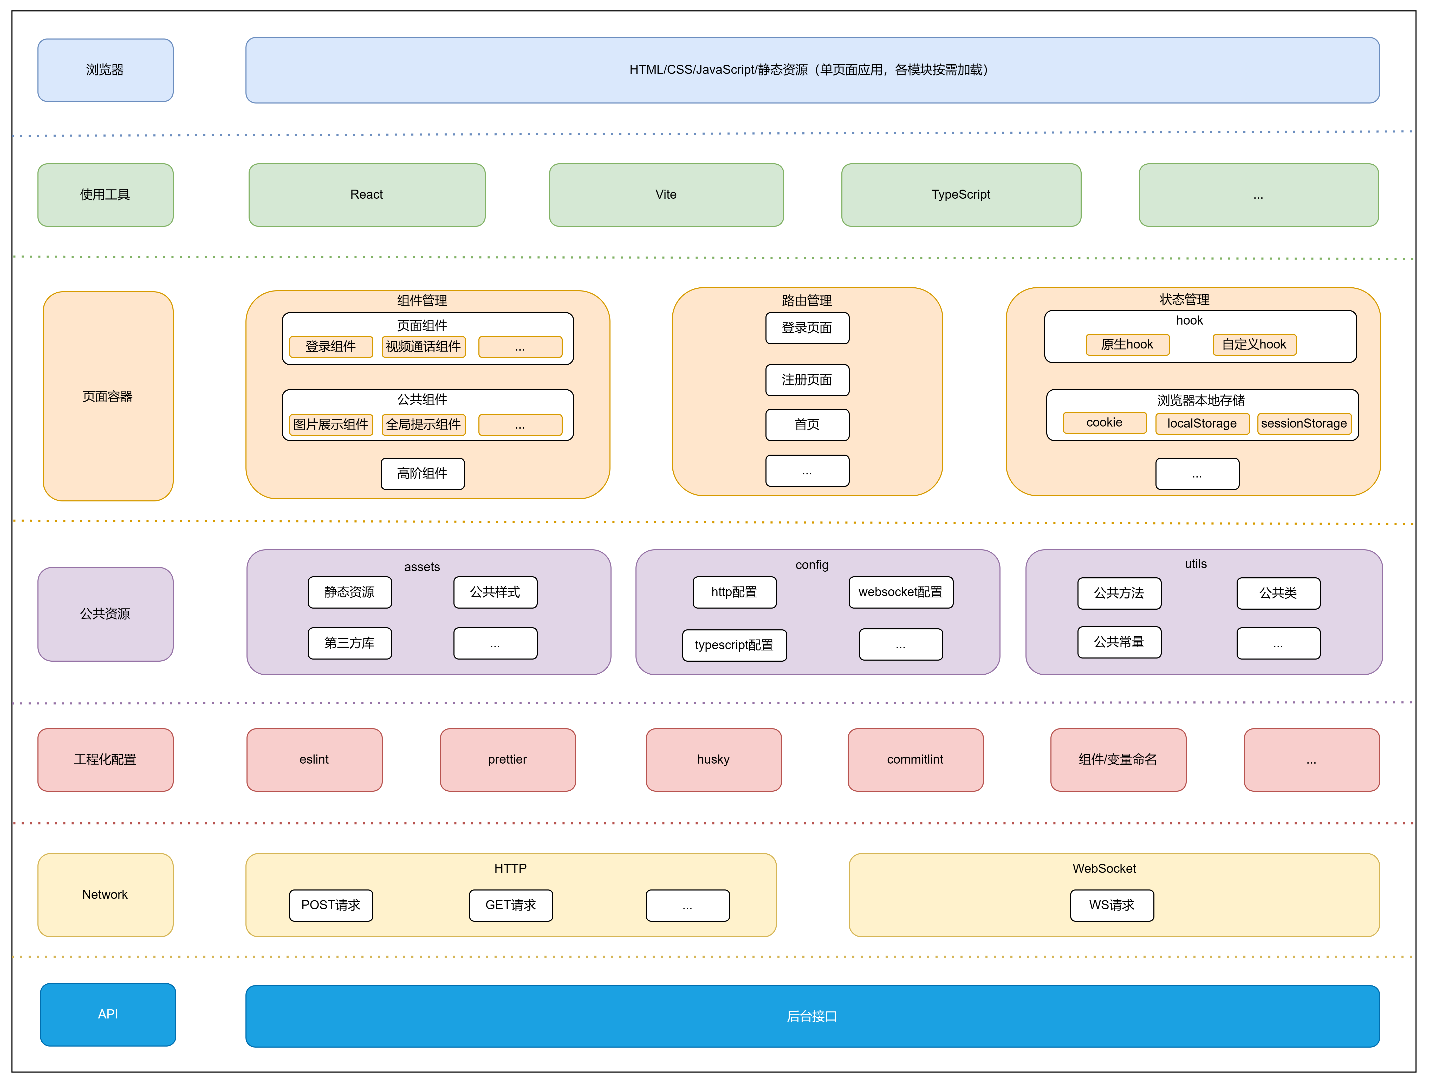 浏览器
HTML/CSS/JavaScript/静态资源（单页面应用，各模块按需加载）
使用工具
React
Vite
TypeScript
...
页面容器
组件管理
页面组件
登录组件
视频通话组件
...
公共组件
图片展示组件
全局提示组件
...
高阶组件
路由管理
登录页面
注册页面
首页
...
状态管理
hook
原生hook
自定义hook
浏览器本地存储
cookie
localStorage
sessionStorage
...
公共资源
assets
静态资源
公共样式
第三方库
...
config
http配置
websocket配置
typescript配置
...
utils
公共方法
公共类
公共常量
...
工程化配置
eslint
prettier
husky
commitlint
组件/变量命名
...
Network
HTTP
POST请求
GET请求
...
WebSocket
WS请求
API
后台接口